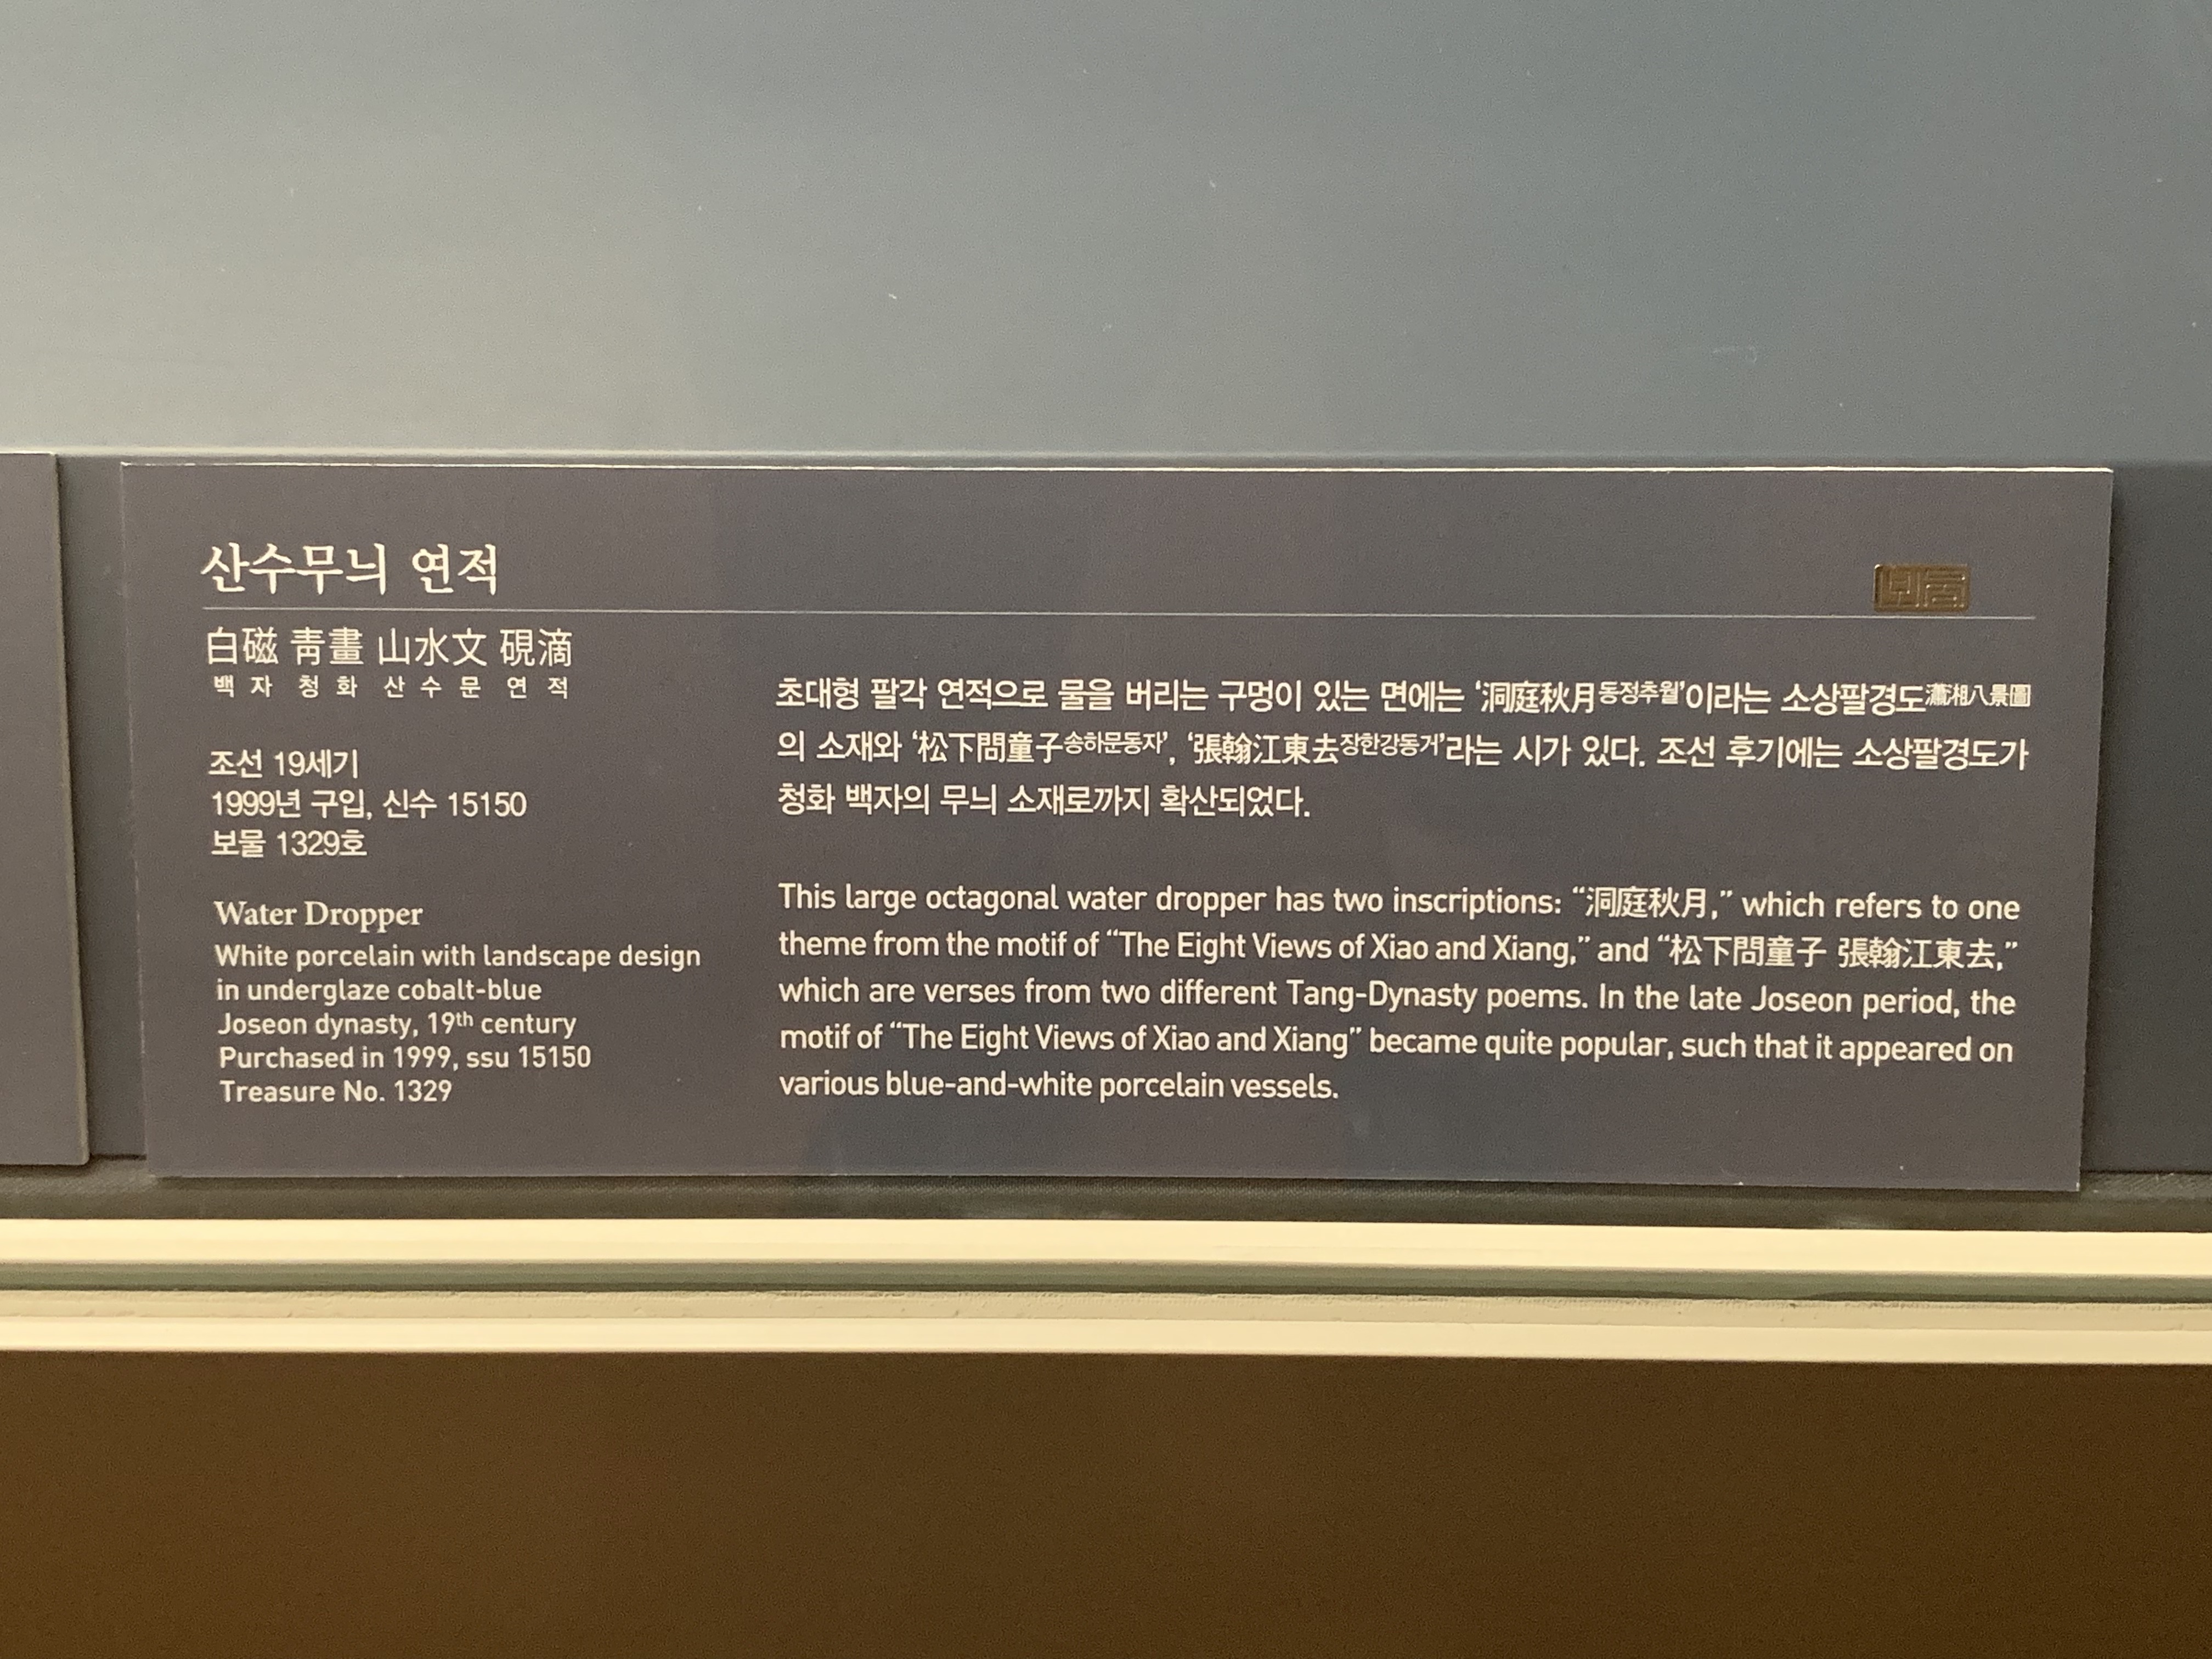 산수무늬 연적
보물
白磁 靑畫 山水文 硯滴
백자 청화 산수문 연적
조선 19세기
1999년 구입, 신수 15150
보물 1329호
Water Dropper
White porcelain with landscape design
in underglaze cobalt-blue
Joseon dynasty, 19th century
Purchased in 1999, ssu 15150
Treasure No. 1329
초대형 팔각 연적으로 물을 버리는 구멍이 있는 면에는 ‘洞庭秋月동정추월’이라는 소상팔경도瀟湘八景圖
의 소재와 ‘松下問童子송하문동자’, ‘張翰江東去장한강동거’라는 시가 있다. 조선 후기에는 소상팔경도가
청화 백자의 무늬 소재로까지 확산되었다.
This large octagonal water dropper has two inscriptions: “洞庭秋月,” which refers to one
theme from the motif of “The Eight Views of Xiao and Xiang,” and “松下問童子 張翰江東去,”
which are verses from two different Tang-Dynasty poems. In the late Joseon period, the
motif of “The Eight Views of Xiao and Xiang” became quite popular, such that it appeared on
various blue-and-white porcelain vessels.